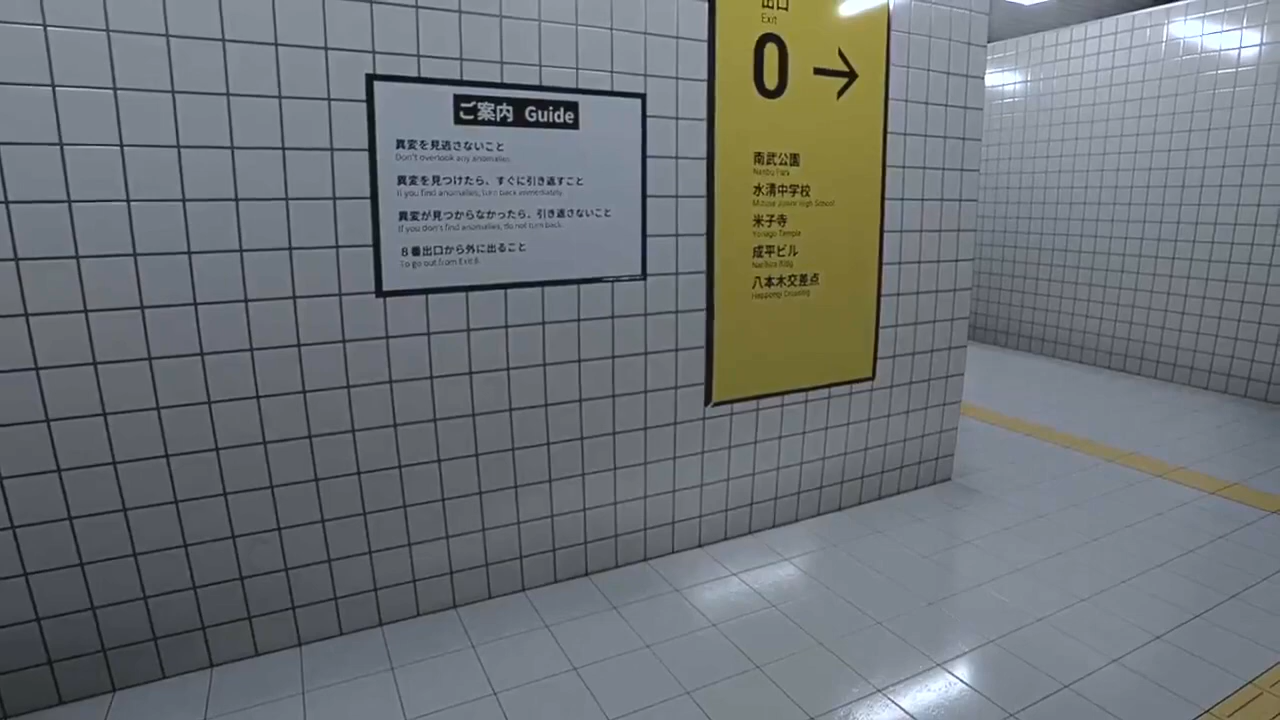 ご案内 Guide
異変を見逃さないこと
Don't overlook any anomalies.
異変を見つけたら、すぐに引き返すこと
If you find anomalies, turn back immediately.
異変が見つからなかったら、引き返さないこと
If you don't find anomalies, do not turn back.
8番出口から外に出ること
To go out from Exit 8.
出口
Exit
0 →
南武公園
Nanbu Park
水清中学校
Junior High School
米子寺
Yonago Temple
成平ビル
Narihira Bldg
八本木交差点
Crossing